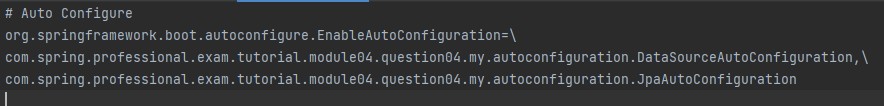 # Auto Configure
org.springframework.boot.autoconfigure.EnableAutoConfiguration=\
com.spring.professional.exam.tutorial.module04.question04.my.autoconfiguration.DataSourceAutoConfiguration,\
com.spring.professional.exam.tutorial.module04.question04.my.autoconfiguration.JpaAutoConfiguration